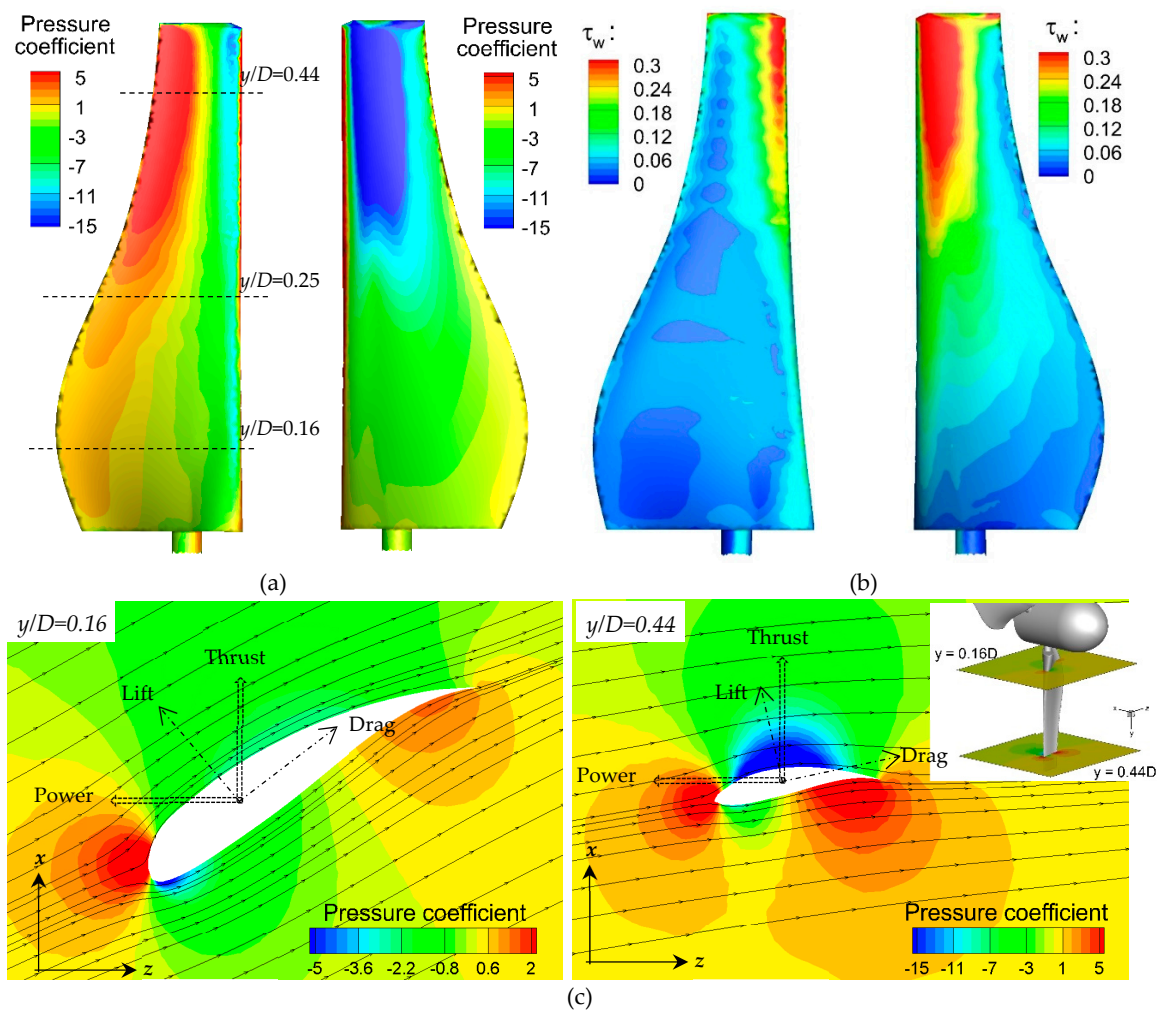 Pressure
coefficient
5
1
-3
-7
-11
-15
y/D=0.44
y/D=0.25
y/D=0.16
Pressure
coefficient
5
1
-3
-7
-11
-15
(a)
τw :
0.3
0.24
0.18
0.12
0.06
0
τw :
0.3
0.24
0.18
0.12
0.06
0
(b)
y/D=0.16
Thrust
Lift
Drag
Power
x
z
Pressure coefficient
-5 -3.6 -2.2 -0.8 0.6 2
y/D=0.44
Thrust
Lift
Drag
Power
x
z
Pressure coefficient
-15 -11 -7 -3 1 5
y = 0.16D
y = 0.44D
x
z
y
(c)